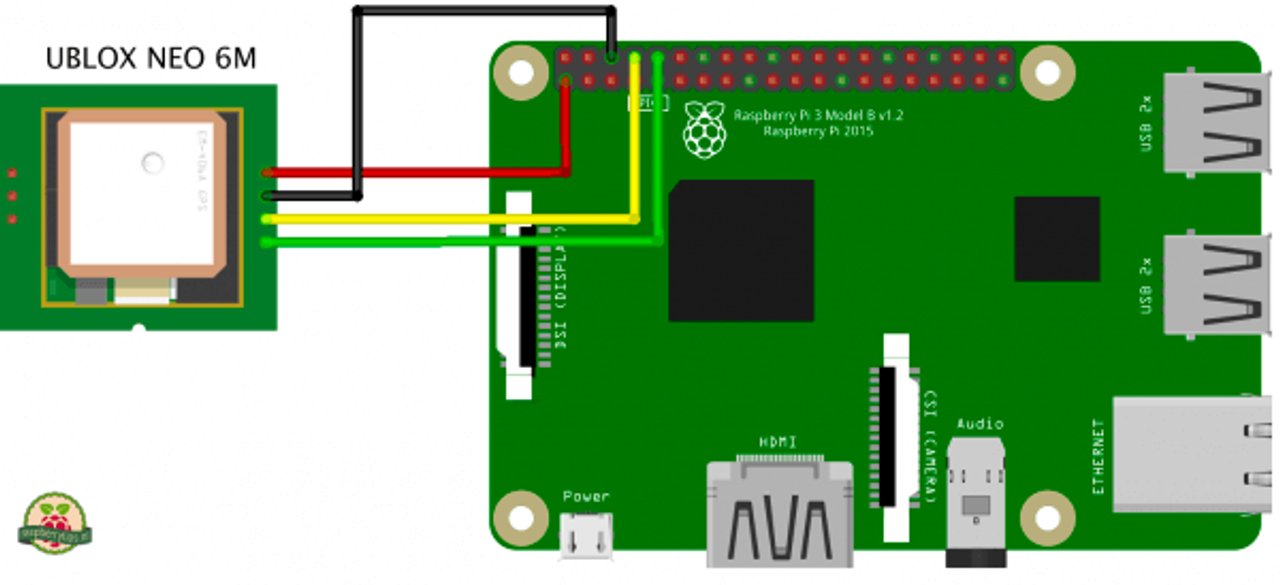 UBLOX NEO 6M
EM-406A GPS
GPIO
Raspberry Pi 3 Model B v1.2
Raspberry Pi 2015
USB 2x
DSI (DISPLAY)
USB 2x
CSI (CAMERA)
Audio
HDMI
ETHERNET
Power